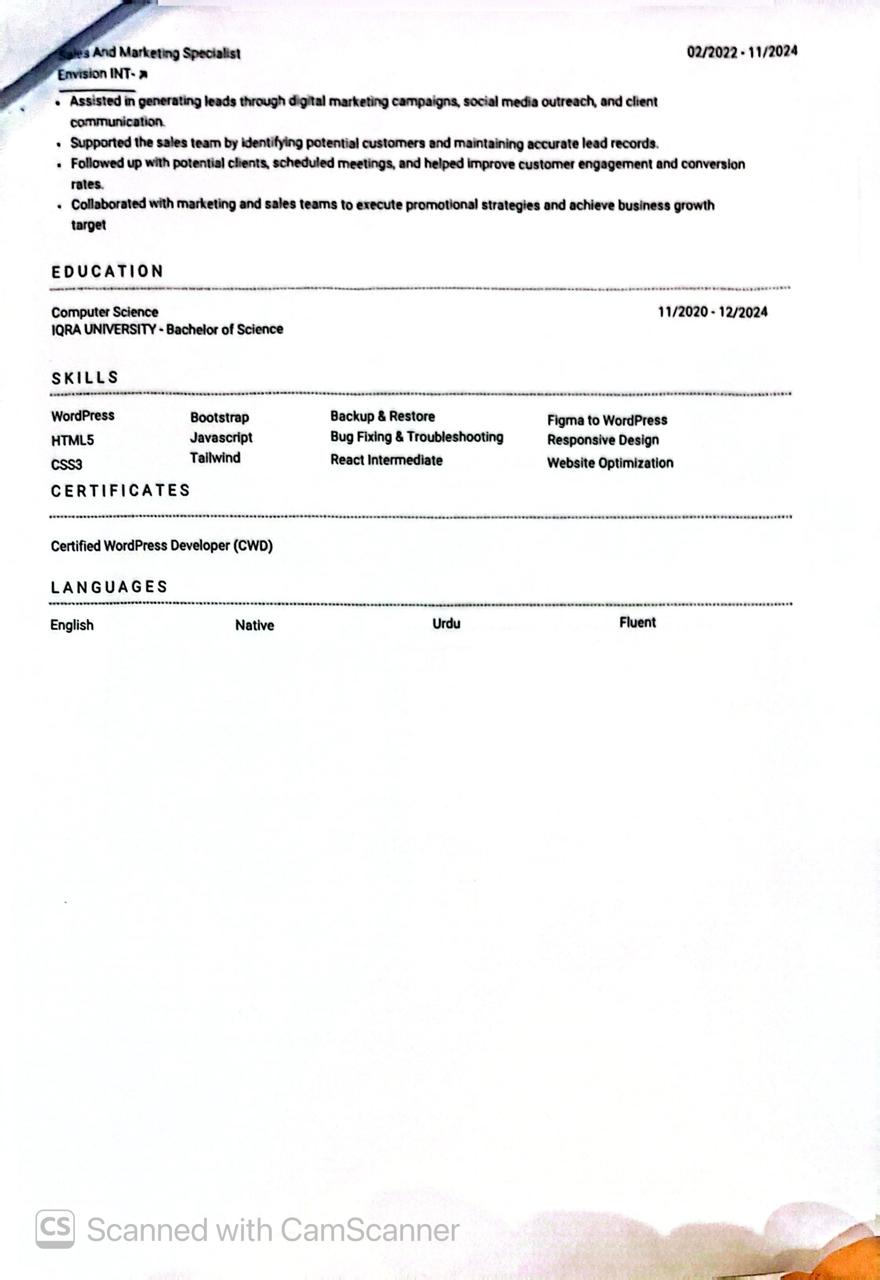 Sales And Marketing Specialist 02/2022 - 11/2024
Envision INT-
• Assisted in generating leads through digital marketing campaigns, social media outreach, and client
communication.
• Supported the sales team by identifying potential customers and maintaining accurate lead records.
• Followed up with potential clients, scheduled meetings, and helped improve customer engagement and conversion
rates.
• Collaborated with marketing and sales teams to execute promotional strategies and achieve business growth
target
EDUCATION
Computer Science 11/2020 - 12/2024
IQRA UNIVERSITY - Bachelor of Science
SKILLS
WordPress Bootstrap Backup & Restore Figma to WordPress
HTML5 Javascript Bug Fixing & Troubleshooting Responsive Design
CSS3 Tailwind React Intermediate Website Optimization
CERTIFICATES
Certified WordPress Developer (CWD)
LANGUAGES
English Native Urdu Fluent
CS Scanned with CamScanner